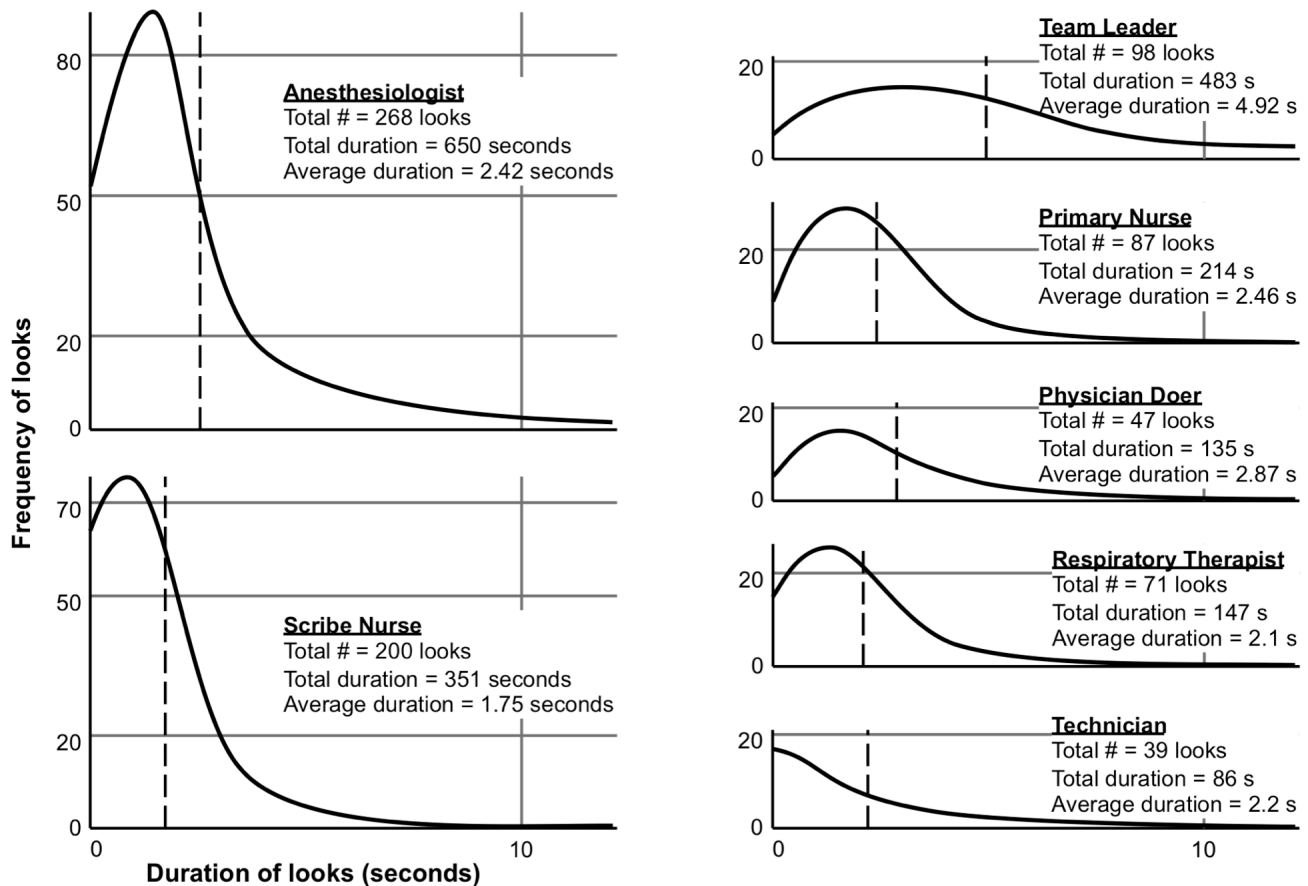 Frequency of looks
80
50
20
0
Anesthesiologist
Total # = 268 looks
Total duration = 650 seconds
Average duration = 2.42 seconds
70
50
20
0
Scribe Nurse
Total # = 200 looks
Total duration = 351 seconds
Average duration = 1.75 seconds
0
10
Duration of looks (seconds)
20
0
Team Leader
Total # = 98 looks
Total duration = 483 s
Average duration = 4.92 s
20
0
Primary Nurse
Total # = 87 looks
Total duration = 214 s
Average duration = 2.46 s
20
0
Physician Doer
Total # = 47 looks
Total duration = 135 s
Average duration = 2.87 s
20
0
Respiratory Therapist
Total # = 71 looks
Total duration = 147 s
Average duration = 2.1 s
20
0
Technician
Total # = 39 looks
Total duration = 86 s
Average duration = 2.2 s
0
10